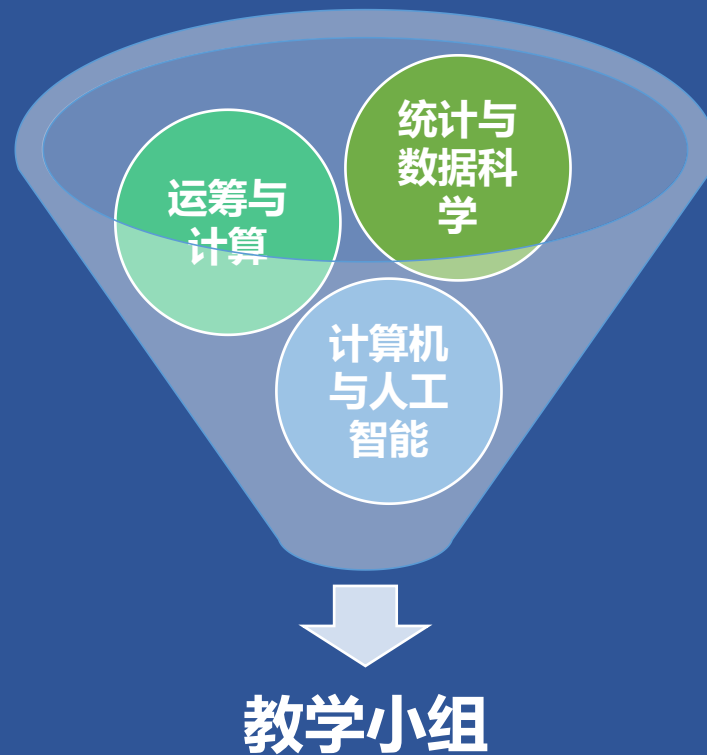 统计与
数据科
学
运筹与
计算
计算机
与人工
智能
教学小组